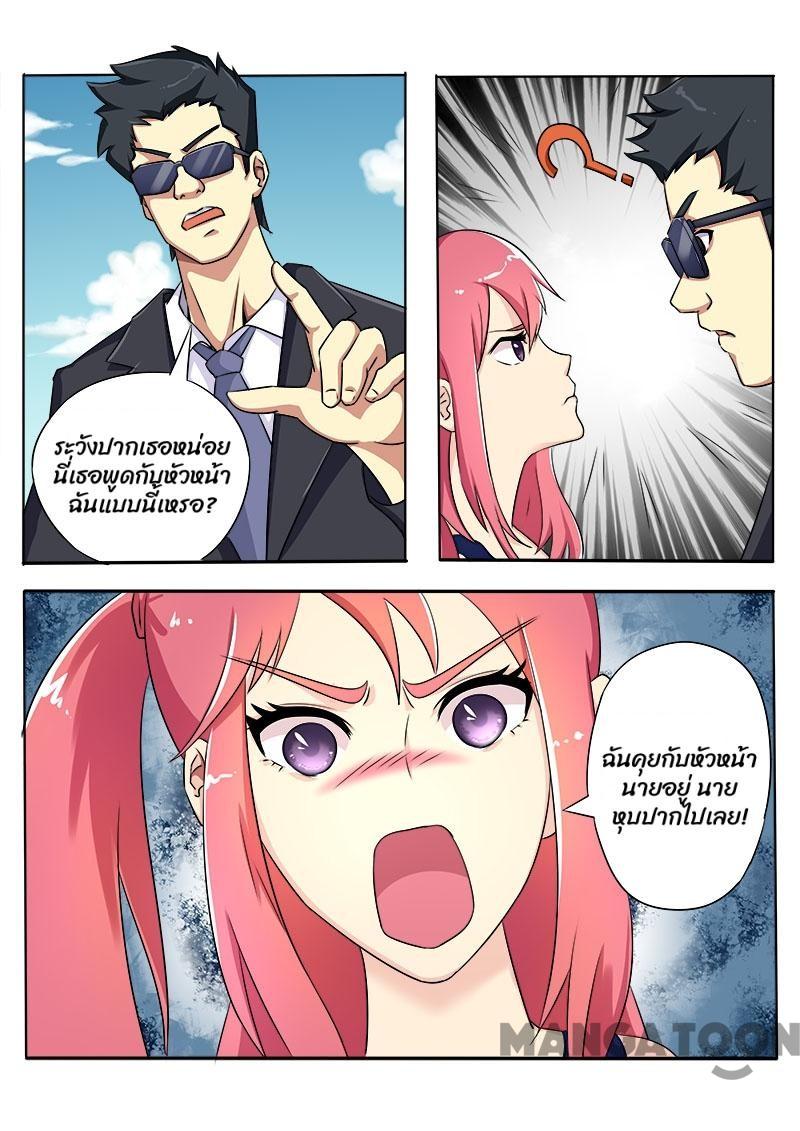 ระวังปากเธอหน่อย
นี่เธอพูดกับหัวหน้า
ฉันแบบนี้เหรอ?
?
ฉันคุยกับหัวหน้า
นายอยู่ นาย
หุบปากไปเลย!
MANGATOON